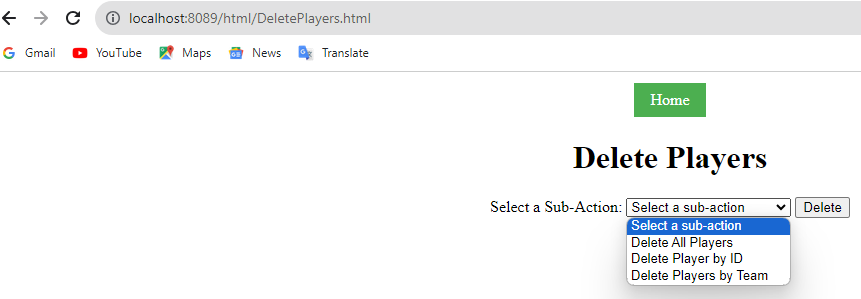 localhost:8089/html/DeletePlayers.html
Gmail YouTube Maps News Translate
Home
Delete Players
Select a Sub-Action: Select a sub-action Delete
Select a sub-action
Delete All Players
Delete Player by ID
Delete Players by Team